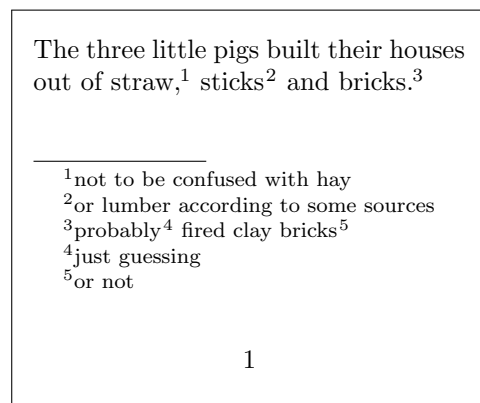 The three little pigs built their houses
out of straw,¹ sticks² and bricks.³
¹not to be confused with hay
²or lumber according to some sources
³probably⁴ fired clay bricks⁵
⁴just guessing
⁵or not
1